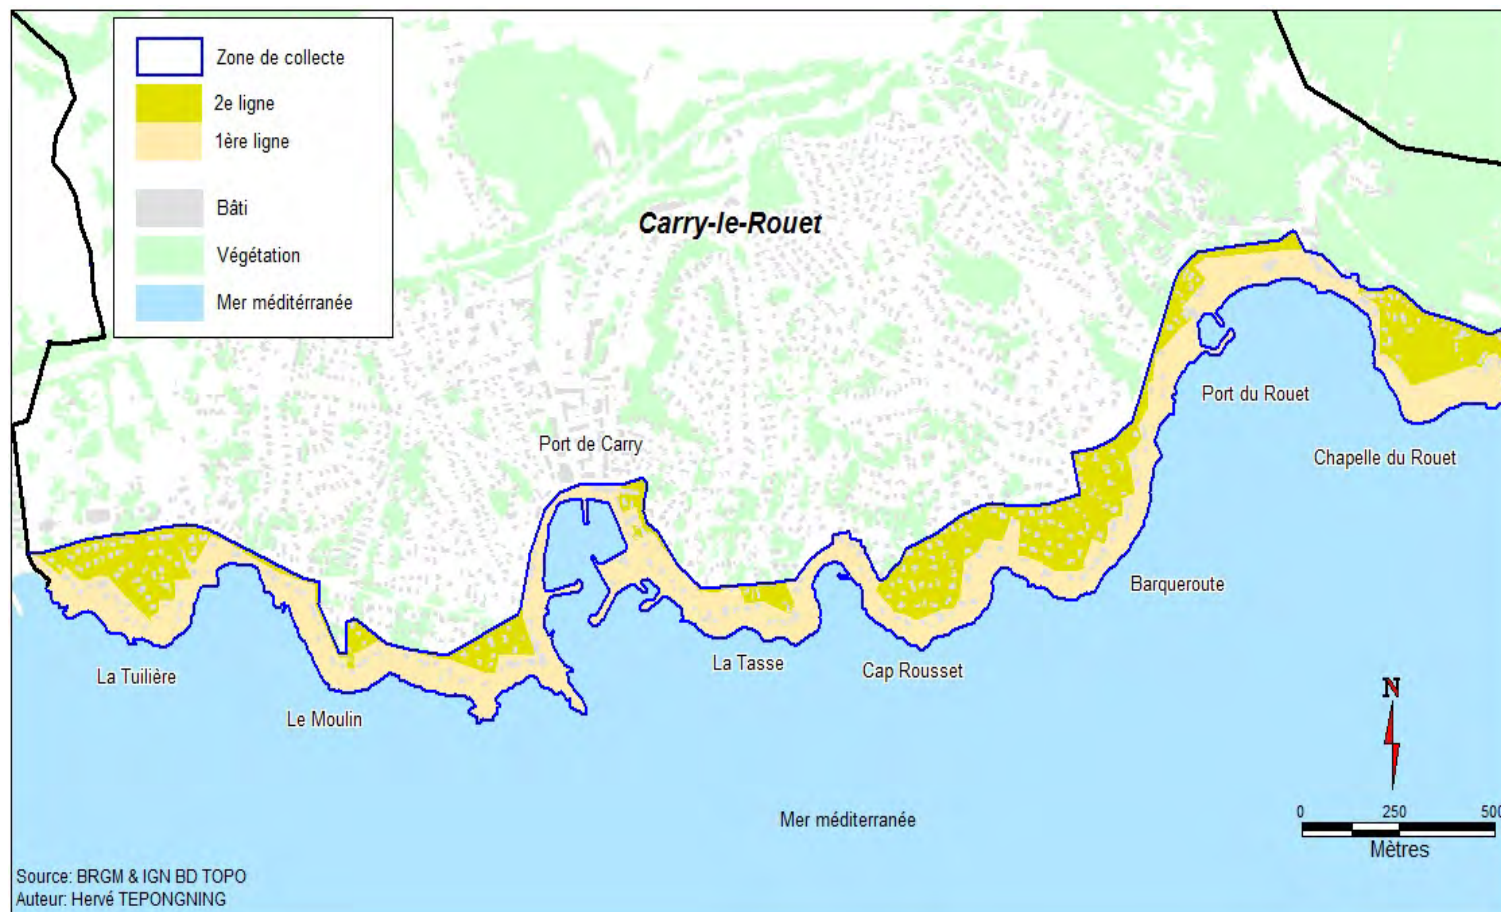 Zone de collecte
2e ligne
1ère ligne
Bâti
Végétation
Mer méditérranée
Carry-le-Rouet
Port de Carry
Port du Rouet
Chapelle du Rouet
Barqueroute
La Tasse
Cap Rousset
La Tuilière
Le Moulin
N
Mer méditerranée
0 250 500
Mètres
Source: BRGM & IGN BD TOPO
Auteur: Hervé TEPONGNING